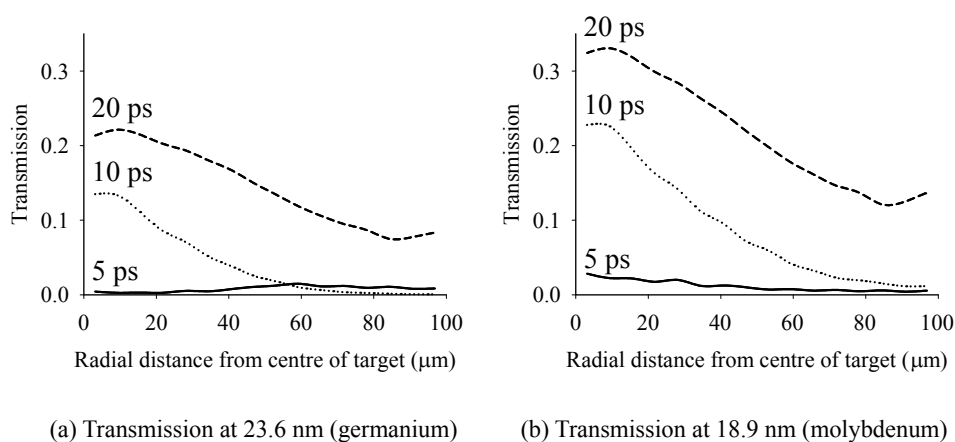 20 ps
0.3
0.2
10 ps
0.1
5 ps
0.0
Transmission
0 20 40 60 80 100
Radial distance from centre of target (μm)
(a) Transmission at 23.6 nm (germanium)
20 ps
0.3
10 ps
0.2
0.1
5 ps
0.0
Transmission
0 20 40 60 80 100
Radial distance from centre of target (μm)
(b) Transmission at 18.9 nm (molybdenum)